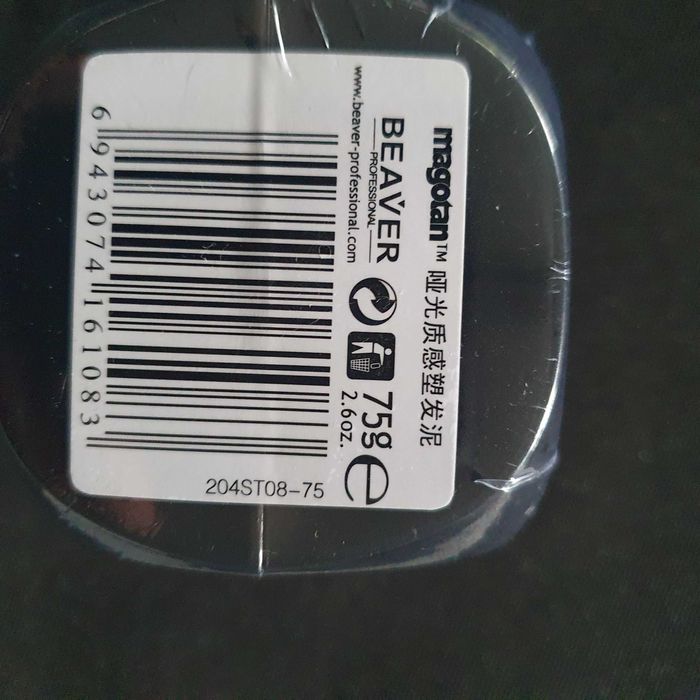 magotan™ 哑光质感塑发泥
BEAVER
PROFESSIONAL
www.beaver-professional.com
75g e
2.6oz.
6 943074 161083
204ST08-75